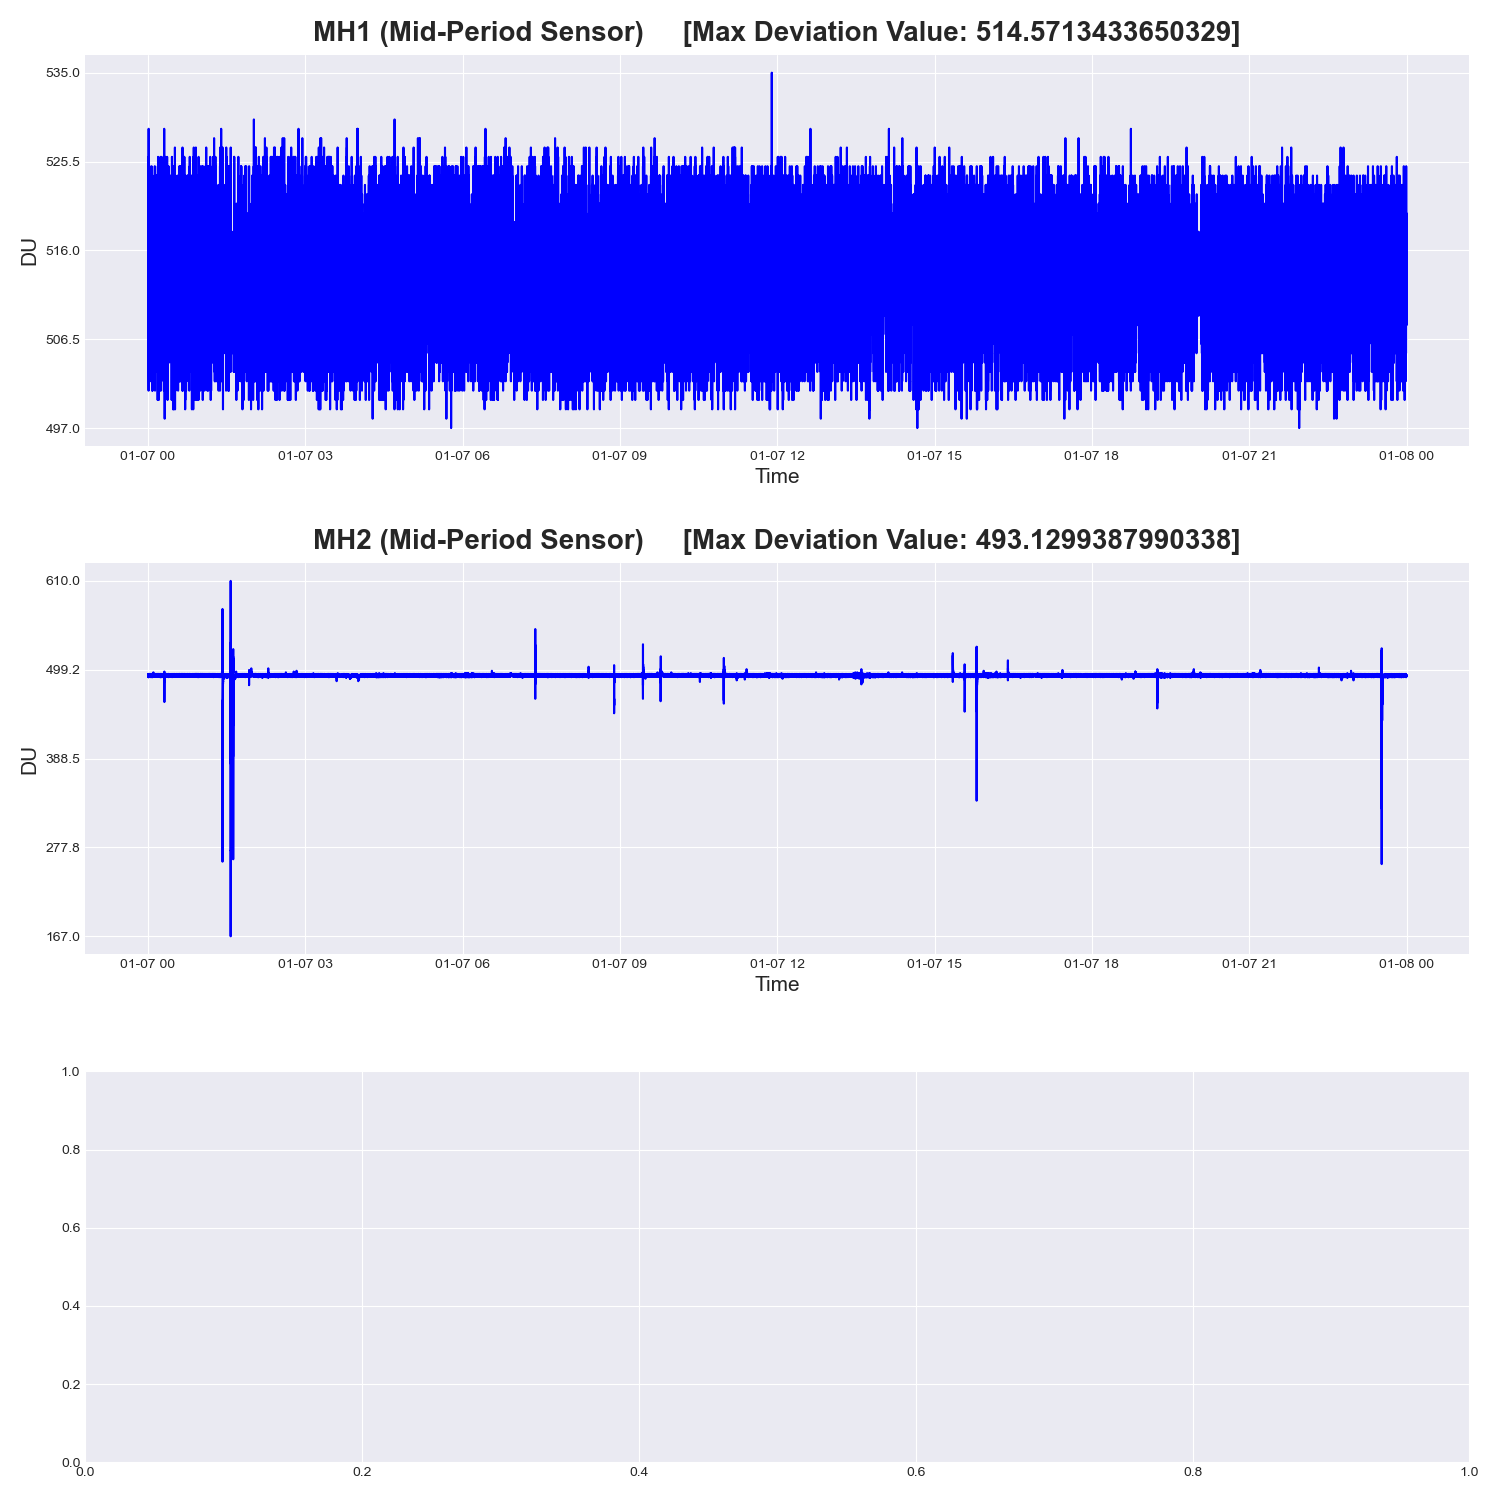 MH1 (Mid-Period Sensor) [Max Deviation Value: 514.5713433650329]
535.0
525.5
516.0
506.5
497.0
DU
01-07 00 01-07 03 01-07 06 01-07 09 01-07 12 01-07 15 01-07 18 01-07 21 01-08 00
Time
MH2 (Mid-Period Sensor) [Max Deviation Value: 493.1299387990338]
610.0
499.2
388.5
277.8
167.0
DU
01-07 00 01-07 03 01-07 06 01-07 09 01-07 12 01-07 15 01-07 18 01-07 21 01-08 00
Time
1.0
0.8
0.6
0.4
0.2
0.0
0.0 0.2 0.4 0.6 0.8 1.0